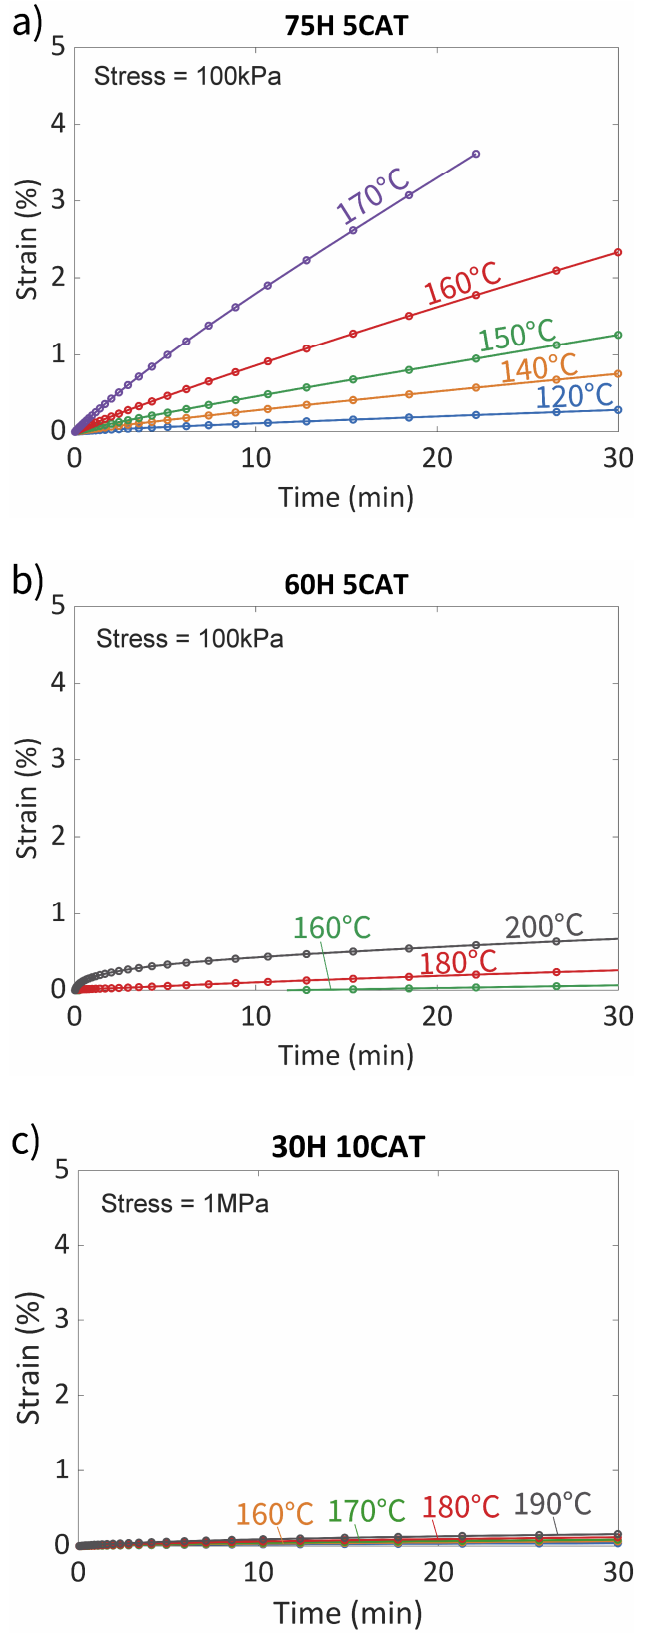 a)
75H 5CAT
Stress = 100kPa
5
4
3
2
1
0
Strain (%)
170°C
160°C
150°C
140°C
120°C
0 10 20 30
Time (min)
b)
60H 5CAT
Stress = 100kPa
5
4
3
2
1
0
Strain (%)
160°C
200°C
180°C
0 10 20 30
Time (min)
c)
30H 10CAT
Stress = 1MPa
5
4
3
2
1
0
Strain (%)
160°C
170°C
180°C
190°C
0 10 20 30
Time (min)